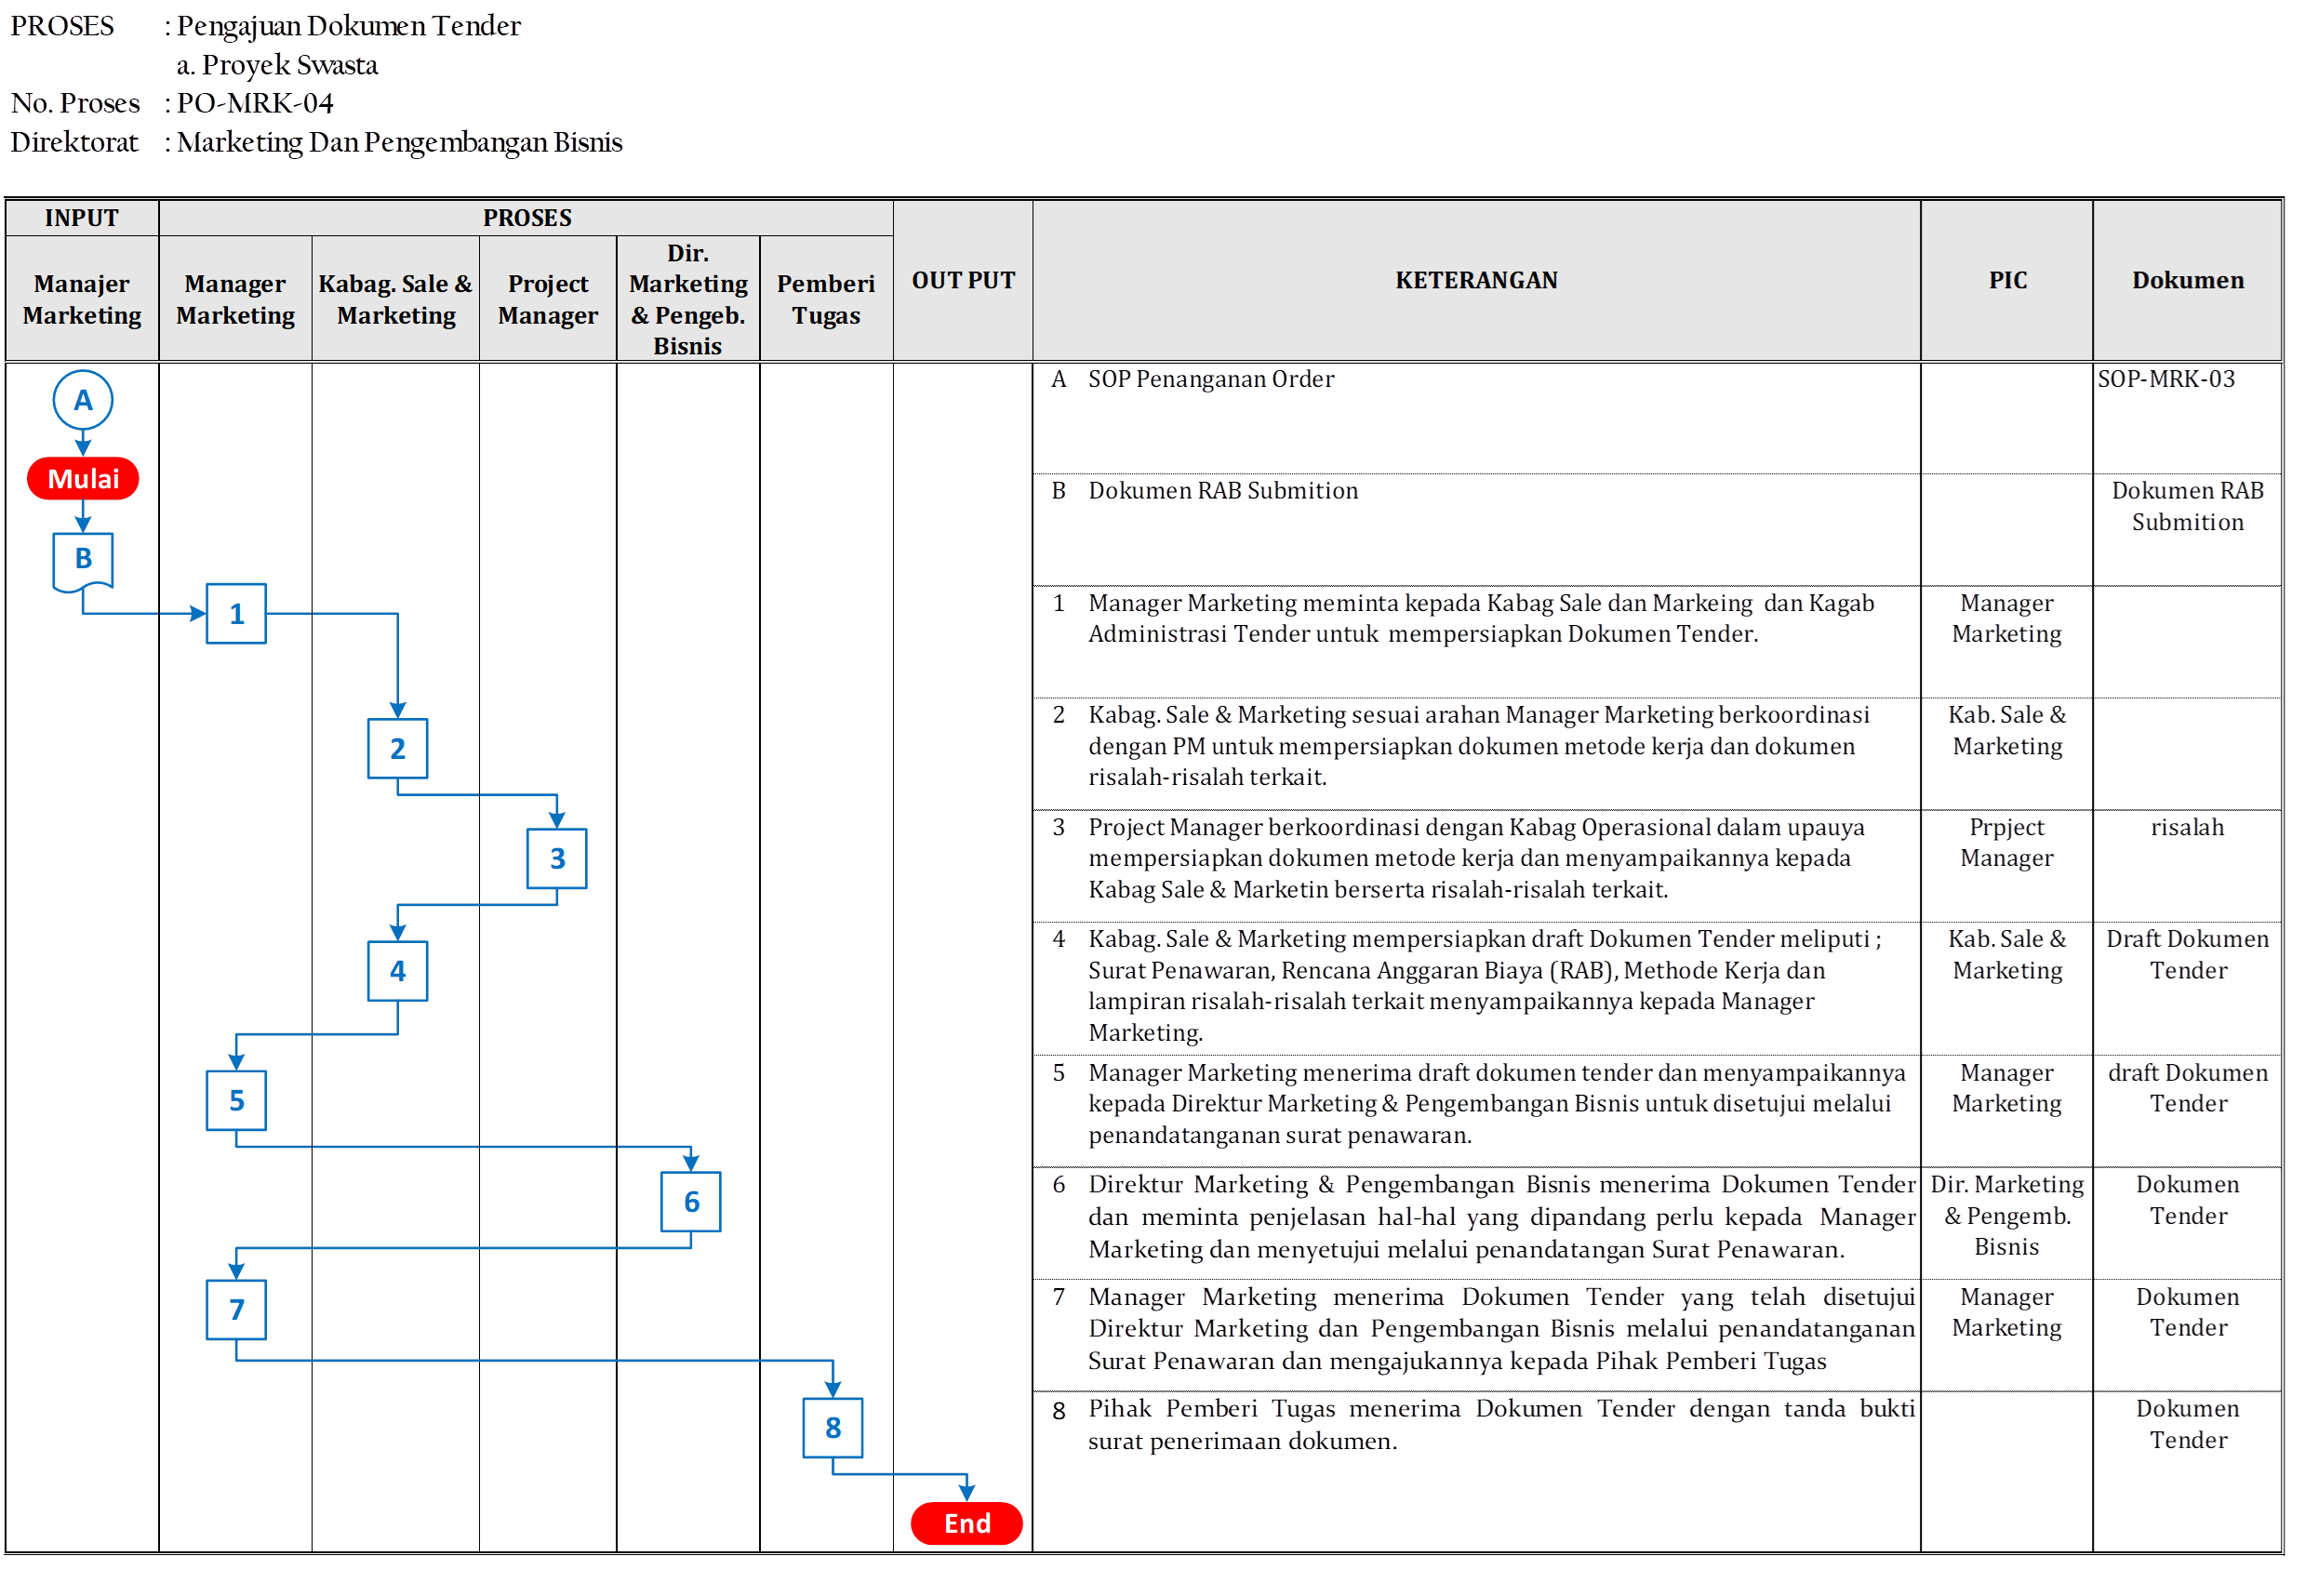 PROSES : Pengajuan Dokumen Tender
a. Proyek Swasta
No. Proses : PO-MRK-04
Direktorat : Marketing Dan Pengembangan Bisnis
INPUT
PROSES
OUT PUT
KETERANGAN
PIC
Dokumen
Manajer
Marketing
Manager
Marketing
Kabag. Sale &
Marketing
Project
Manager
Dir.
Marketing
& Pengeb.
Bisnis
Pemberi
Tugas
A
Mulai
B
1
2
3
4
5
6
7
8
End
A SOP Penanganan Order
SOP-MRK-03
B Dokumen RAB Submition
Dokumen RAB
Submition
1 Manager Marketing meminta kepada Kabag Sale dan Markeing dan Kagab
Administrasi Tender untuk mempersiapkan Dokumen Tender.
Manager
Marketing
2 Kabag. Sale & Marketing sesuai arahan Manager Marketing berkoordinasi
dengan PM untuk mempersiapkan dokumen metode kerja dan dokumen
risalah-risalah terkait.
Kab. Sale &
Marketing
3 Project Manager berkoordinasi dengan Kabag Operasional dalam upauya
mempersiapkan dokumen metode kerja dan menyampaikannya kepada
Kabag Sale & Marketin berserta risalah-risalah terkait.
Prpject
Manager
risalah
4 Kabag. Sale & Marketing mempersiapkan draft Dokumen Tender meliputi ;
Surat Penawaran, Rencana Anggaran Biaya (RAB), Methode Kerja dan
lampiran risalah-risalah terkait menyampaikannya kepada Manager
Marketing.
Kab. Sale &
Marketing
Draft Dokumen
Tender
5 Manager Marketing menerima draft dokumen tender dan menyampaikannya
kepada Direktur Marketing & Pengembangan Bisnis untuk disetujui melalui
penandatanganan surat penawaran.
Manager
Marketing
draft Dokumen
Tender
6 Direktur Marketing & Pengembangan Bisnis menerima Dokumen Tender
dan meminta penjelasan hal-hal yang dipandang perlu kepada Manager
Marketing dan menyetujui melalui penandatangan Surat Penawaran.
Dir. Marketing
& Pengemb.
Bisnis
Dokumen
Tender
7 Manager Marketing menerima Dokumen Tender yang telah disetujui
Direktur Marketing dan Pengembangan Bisnis melalui penandatanganan
Surat Penawaran dan mengajukannya kepada Pihak Pemberi Tugas
Manager
Marketing
Dokumen
Tender
8 Pihak Pemberi Tugas menerima Dokumen Tender dengan tanda bukti
surat penerimaan dokumen.
Dokumen
Tender